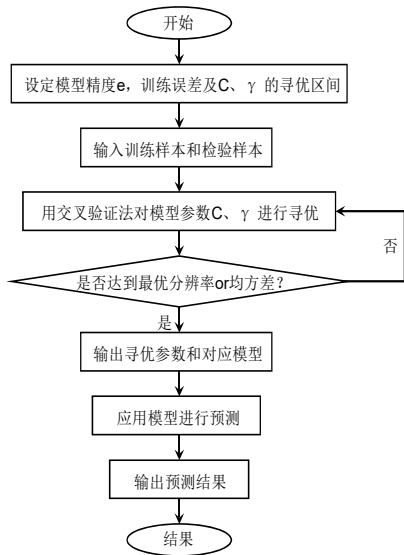 开始
设定模型精度e，训练误差及C、γ 的寻优区间
输入训练样本和检验样本
用交叉验证法对模型参数C、γ 进行寻优
否
是否达到最优分辨率or均方差？
是
输出寻优参数和对应模型
应用模型进行预测
输出预测结果
结果